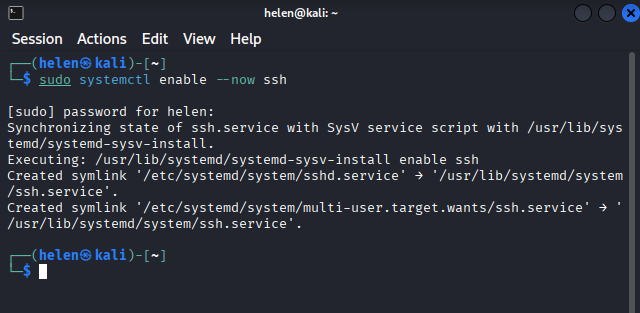 helen@kali: ~
Session Actions Edit View Help
┌──(helen㉿kali)-[~]
└─$ sudo systemctl enable --now ssh
[sudo] password for helen:
Synchronizing state of ssh.service with SysV service script with /usr/lib/sys
temd/systemd-sysv-install.
Executing: /usr/lib/systemd/systemd-sysv-install enable ssh
Created symlink '/etc/systemd/system/sshd.service' → '/usr/lib/systemd/system
/ssh.service'.
Created symlink '/etc/systemd/system/multi-user.target.wants/ssh.service' → '
/usr/lib/systemd/system/ssh.service'.
┌──(helen㉿kali)-[~]
└─$